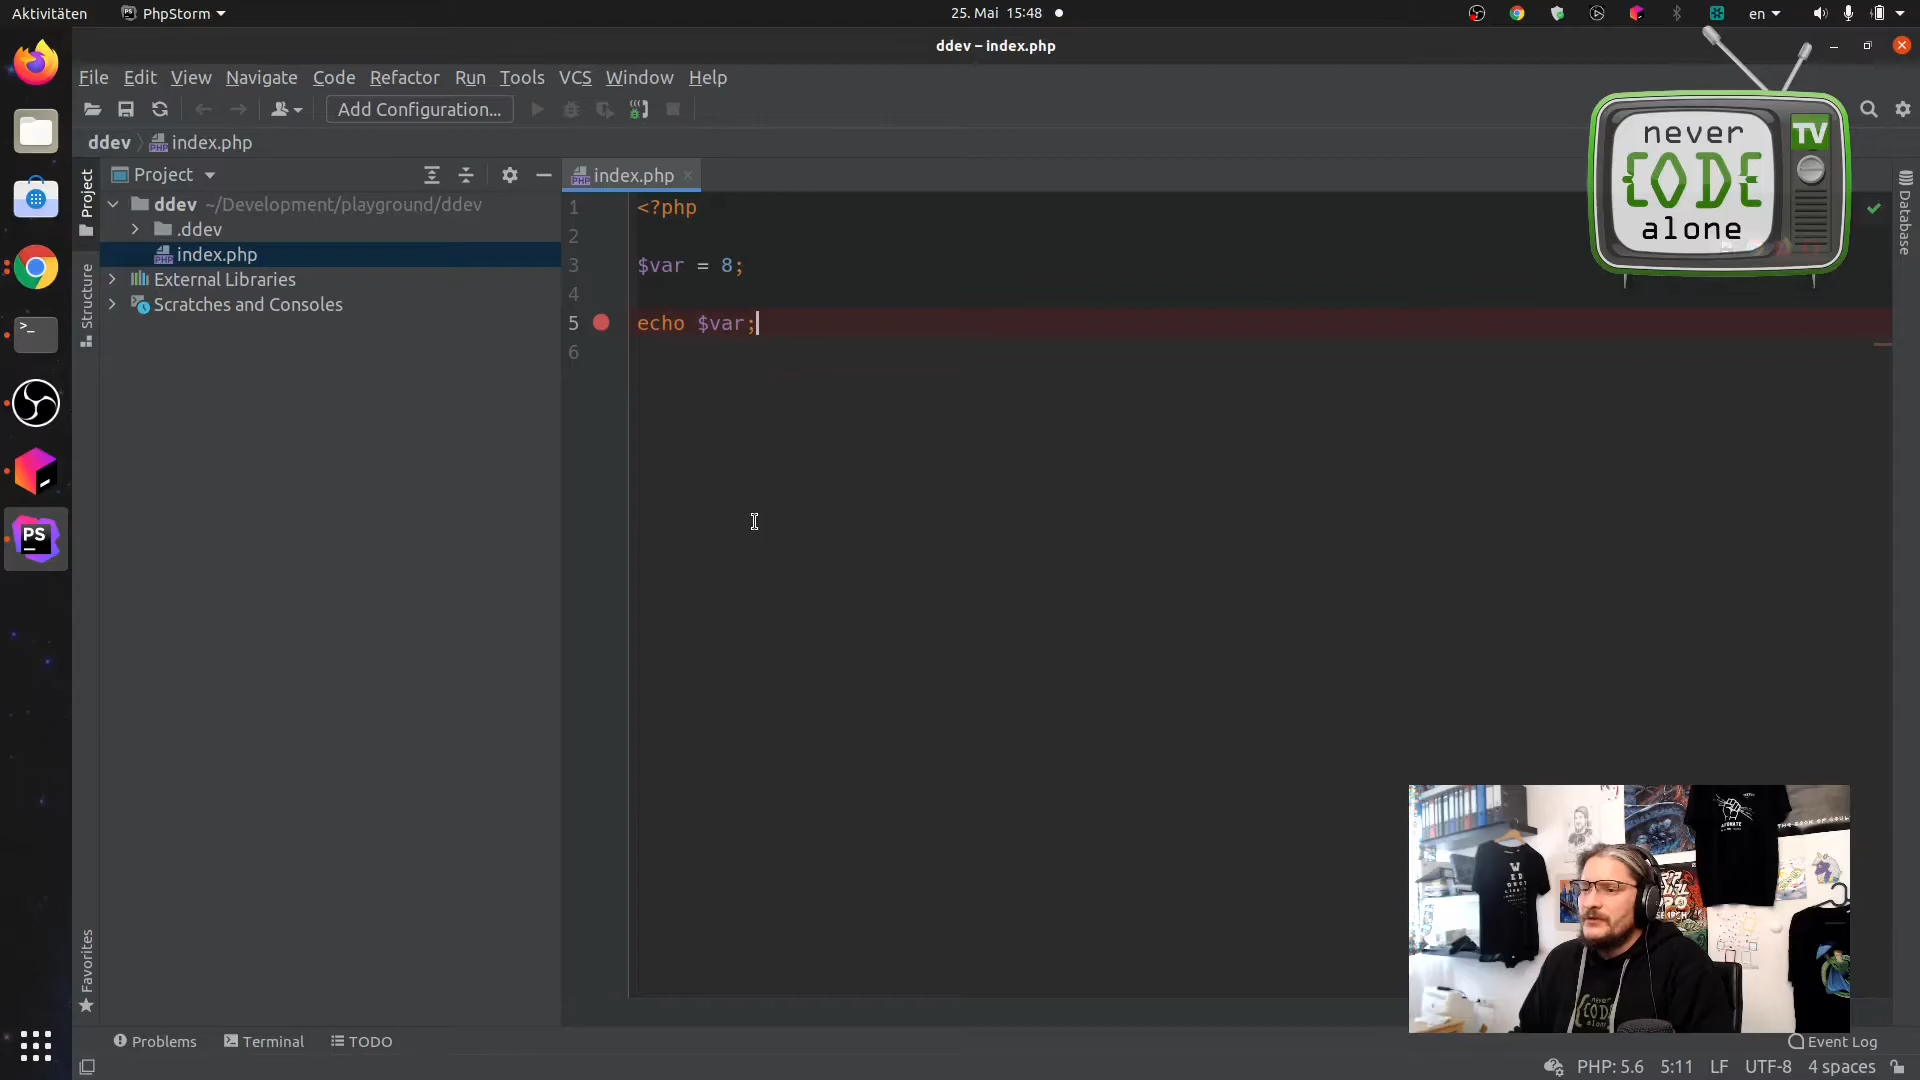 Aktivitäten
PhpStorm
25. Mai 15:48
en
ddev – index.php
File Edit View Navigate Code Refactor Run Tools VCS Window Help
Add Configuration...
ddev
index.php
Project
index.php
ddev ~/Development/playground/ddev
.ddev
index.php
External Libraries
Scratches and Consoles
Project
Structure
Favorites
1 <?php
2
3 $var = 8;
4
5 echo $var;
6
never
CODE
alone
TV
Database
PS
Problems
Terminal
TODO
Event Log
PHP: 5.6
5:11
LF
UTF-8
4 spaces